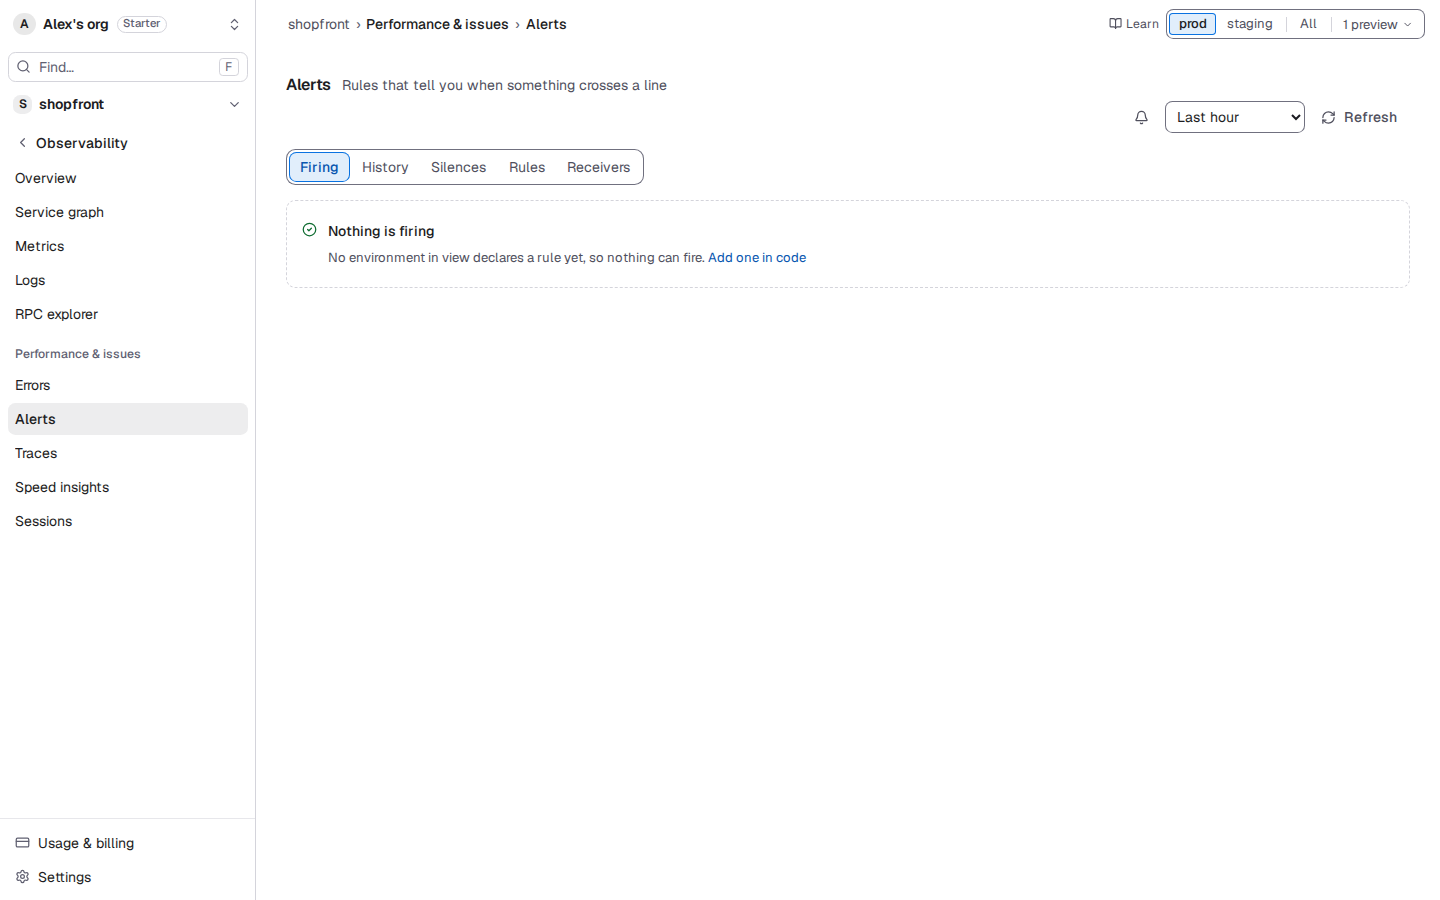 A Alex's org Starter
Find... F
S shopfront
Observability
Overview
Service graph
Metrics
Logs
RPC explorer
Performance & issues
Errors
Alerts
Traces
Speed insights
Sessions
Usage & billing
Settings
shopfront › Performance & issues › Alerts
Learn prod staging All 1 preview
Alerts Rules that tell you when something crosses a line
Last hour Refresh
Firing History Silences Rules Receivers
Nothing is firing
No environment in view declares a rule yet, so nothing can fire. Add one in code